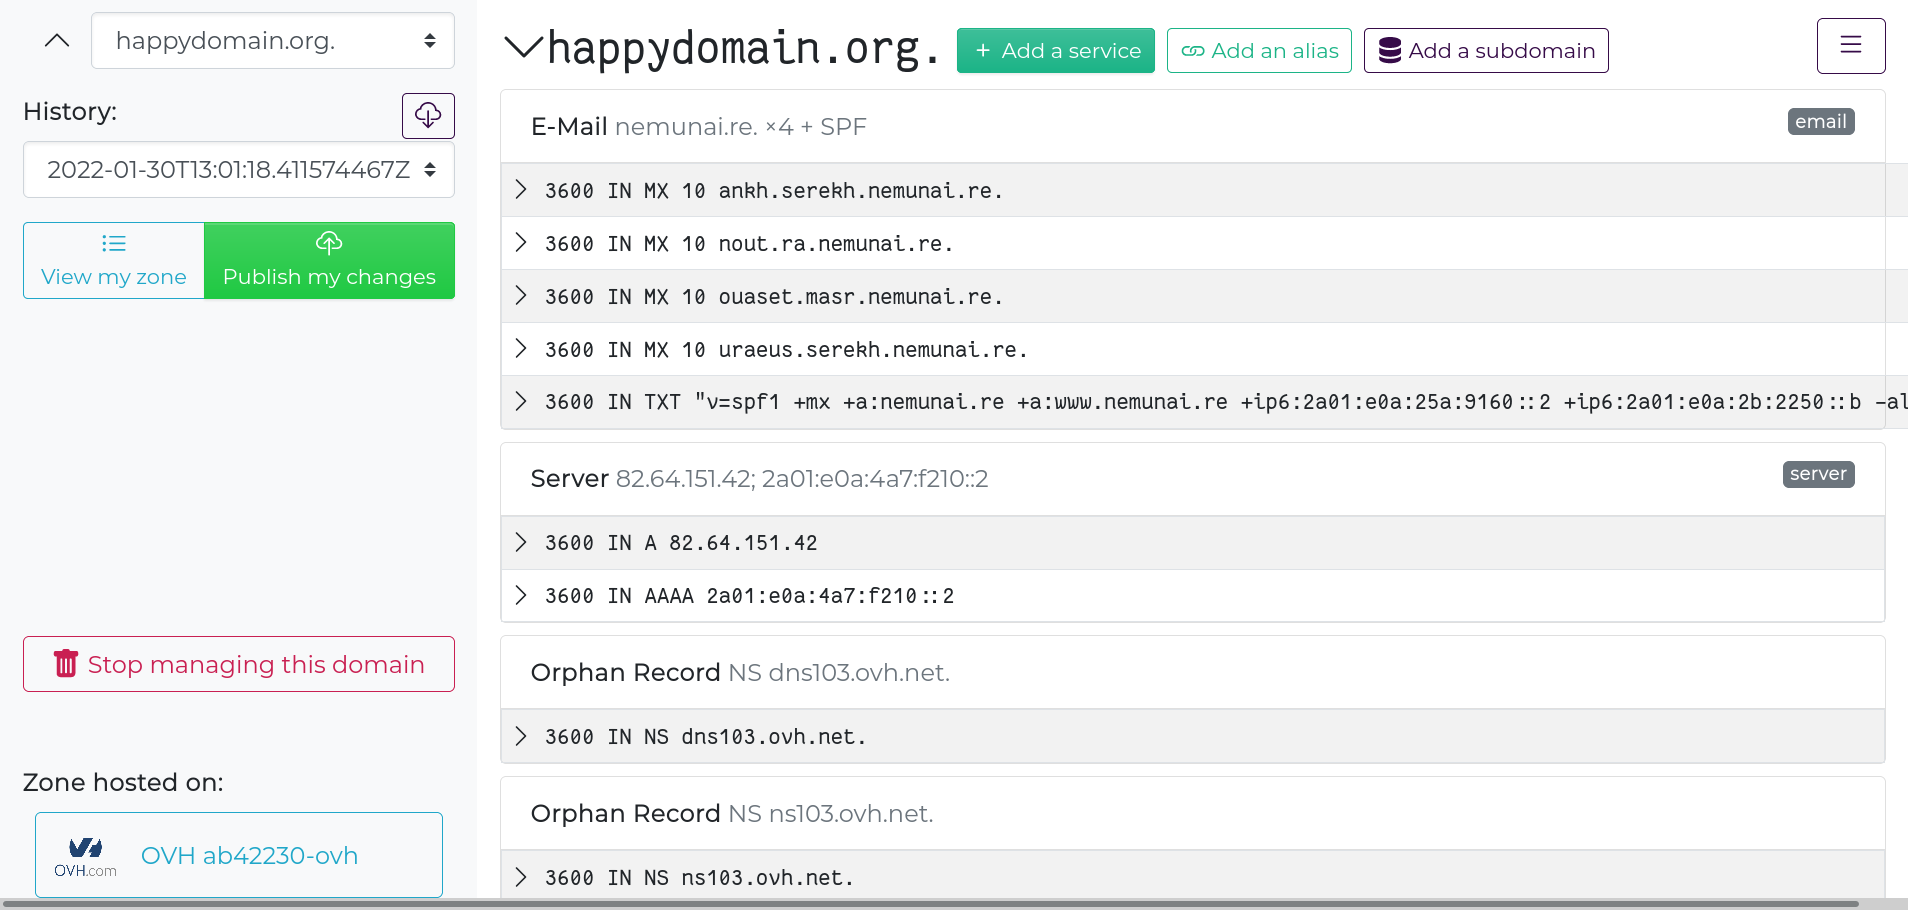 happydomain.org.
History:
2022-01-30T13:01:18.411574467Z
View my zone
Publish my changes
Stop managing this domain
Zone hosted on:
OVH.com
OVH ab42230-ovh
happydomain.org.
+ Add a service
Add an alias
Add a subdomain
E-Mail nemunai.re. ×4 + SPF
email
3600 IN MX 10 ankh.serekh.nemunai.re.
3600 IN MX 10 nout.ra.nemunai.re.
3600 IN MX 10 ouaset.masr.nemunai.re.
3600 IN MX 10 uraeus.serekh.nemunai.re.
3600 IN TXT "v=spf1 +mx +a:nemunai.re +a:www.nemunai.re +ip6:2a01:e0a:25a:9160::2 +ip6:2a01:e0a:2b:2250::b -al
Server 82.64.151.42; 2a01:e0a:4a7:f210::2
server
3600 IN A 82.64.151.42
3600 IN AAAA 2a01:e0a:4a7:f210::2
Orphan Record NS dns103.ovh.net.
3600 IN NS dns103.ovh.net.
Orphan Record NS ns103.ovh.net.
3600 IN NS ns103.ovh.net.